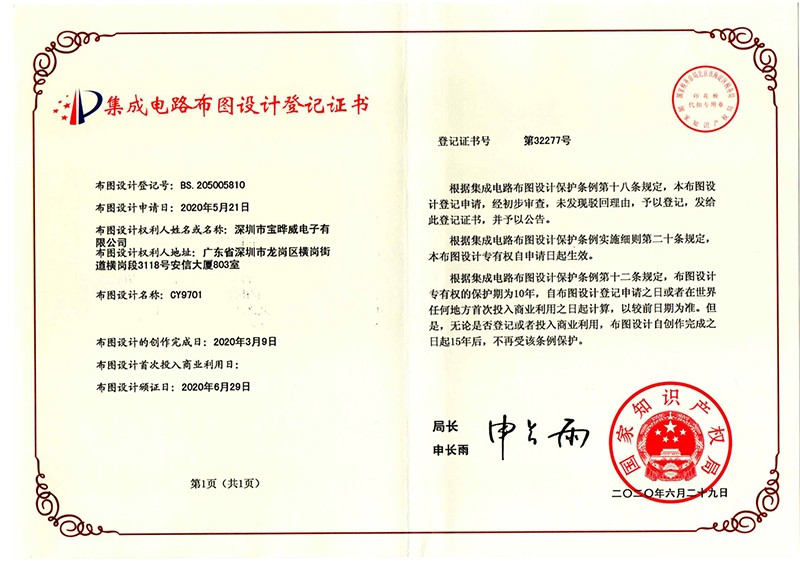 集成电路布图设计登记证书
布图设计登记号：BS.205005810
布图设计申请日：2020年5月21日
布图设计权利人姓名或名称：深圳市宝晔威电子有
限公司
布图设计权利人地址：广东省深圳市龙岗区横岗街
道横岗段3118号安信大厦803室
布图设计名称：CY9701
布图设计的创作完成日：2020年3月9日
布图设计首次投入商业利用日：
布图设计颁证日：2020年6月29日
第1页（共1页）
印花税
代扣专用章
登记证书号 第32277号
根据集成电路布图设计保护条例第十八条规定，本布图设
计登记申请，经初步审查，未发现驳回理由，予以登记，发给
此登记证书，并予以公告。
根据集成电路布图设计保护条例实施细则第二十条规定，
本布图设计专有权自申请日起生效。
根据集成电路布图设计保护条例第十二条规定，布图设计
专有权的保护期为10年，自布图设计登记申请之日或者在世界
任何地方首次投入商业利用之日起计算，以较前日期为准。但
是，无论是否登记或者投入商业利用，布图设计自创作完成之
日起15年后，不再受该条例保护。
局长
申长雨
申长雨
国家知识产权局
二〇二〇年六月二十九日